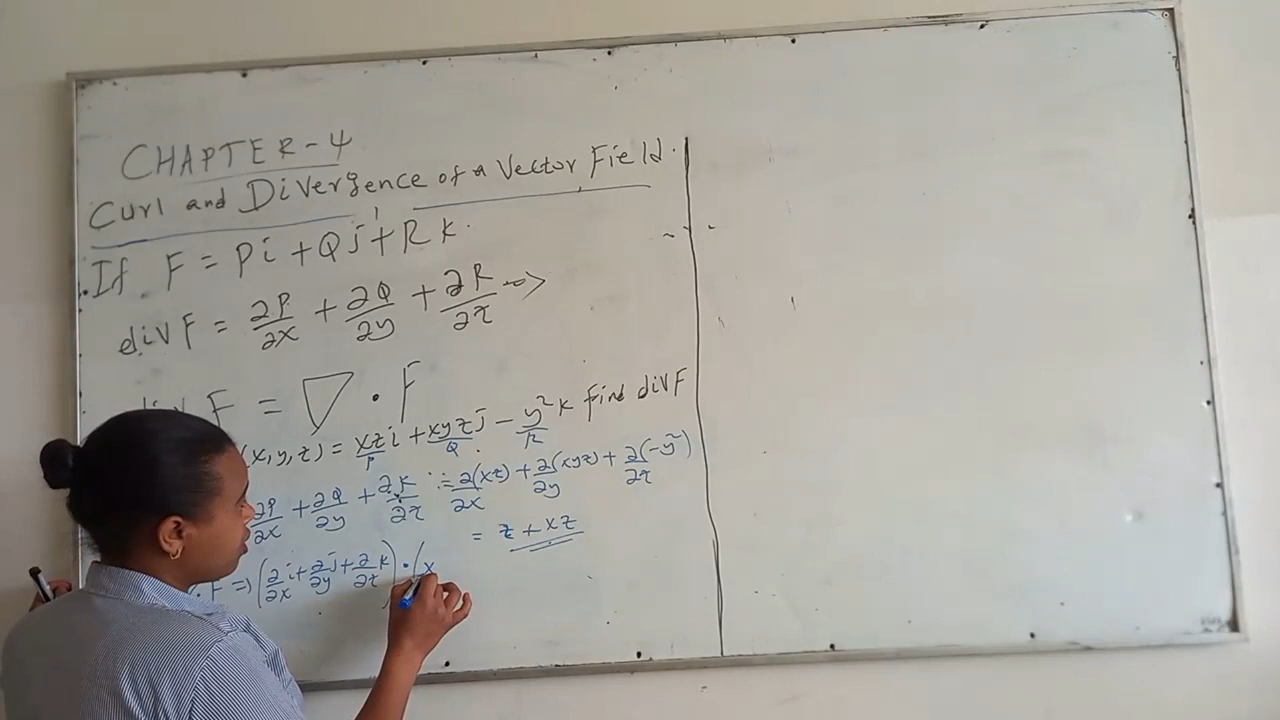 CHAPTER-4
Curl and Divergence of a Vector Field.
If F = Pi + Qj + Rk.
div F = ∂P/∂x + ∂Q/∂y + ∂R/∂z
F = ∇ · F
(x,y,z) = xzi + xyzj - y²k find div F
P Q R
∂P/∂x + ∂Q/∂y + ∂R/∂z ∴ = ∂(xz)/∂x + ∂(xyz)/∂y + ∂(-y²)/∂z
= z + xz
. F => (∂/∂x i + ∂/∂y j + ∂/∂z k) · (x